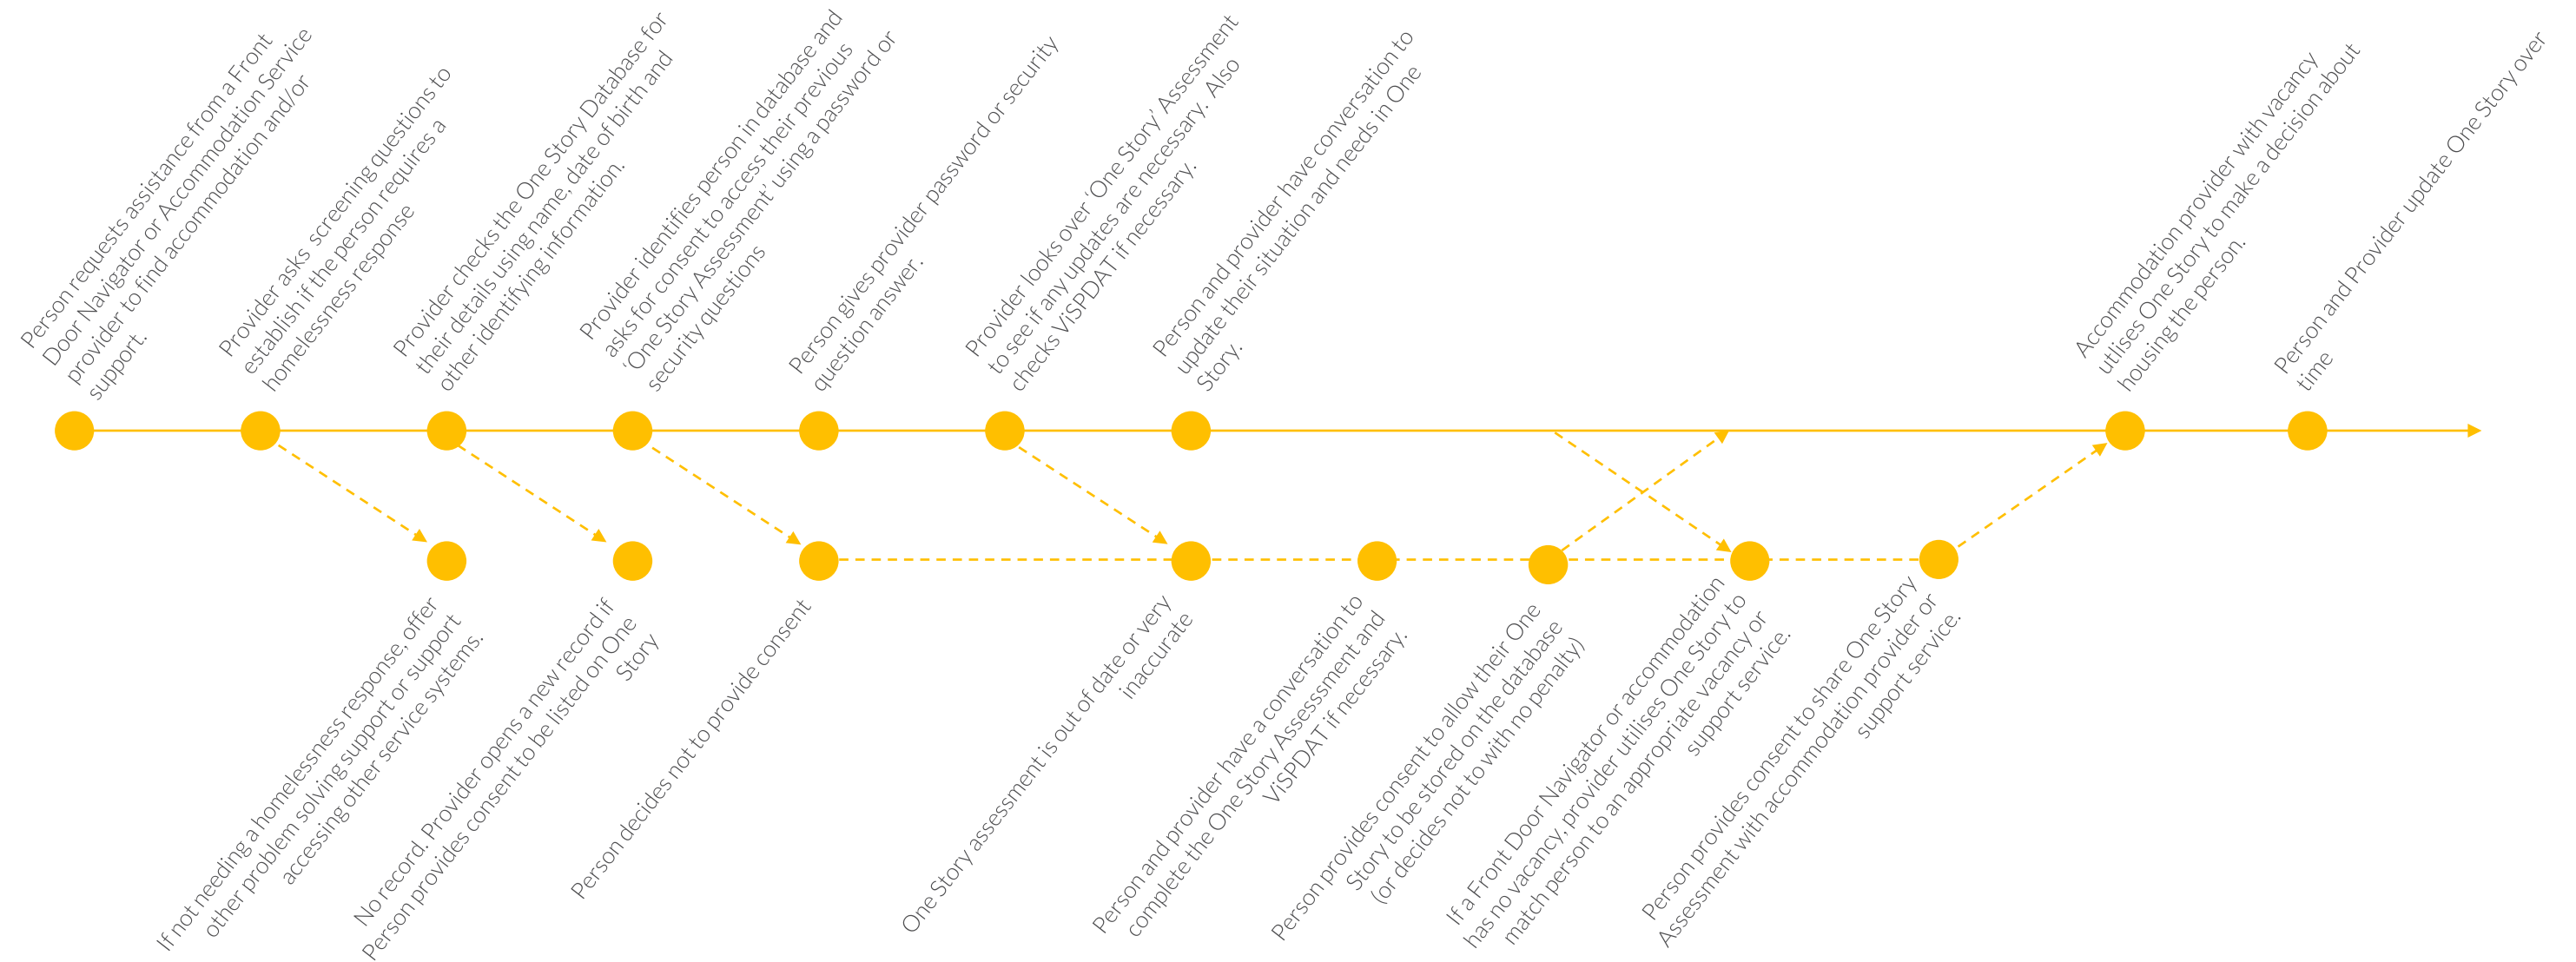 Person requests assistance from a Front
Door Navigator or Accommodation Service
provider to find accommodation and/or
support.
Provider asks screening questions to
establish if the person requires a
homelessness response
Provider checks the One Story Database for
their details using name, date of birth and
other identifying information.
Provider identifies person in database and
asks for consent to access their previous
‘One Story Assessment’ using a password or
security questions
Person gives provider password or security
question answer.
Provider looks over ‘One Story’ Assessment
to see if any updates are necessary. Also
checks ViSPDAT if necessary.
Person and provider have conversation to
update their situation and needs in One
Story.
Accommodation provider with vacancy
utlises One Story to make a decision about
housing the person.
Person and Provider update One Story over
time
If not needing a homelessness response, offer
other problem solving support or support
accessing other service systems.
No record. Provider opens a new record if
Person provides consent to be listed on One
Story
Person decides not to provide consent
One Story assessment is out of date or very
inaccurate
Person and provider have a conversation to
complete the One Story Assessment and
ViSPDAT if necessary.
Person provides consent to allow their One
Story to be stored on the database
(or decides not to with no penalty)
If a Front Door Navigator or accommodation
has no vacancy, provider utilises One Story to
match person to an appropriate vacancy or
support service.
Person provides consent to share One Story
Assessment with accommodation provider or
support service.